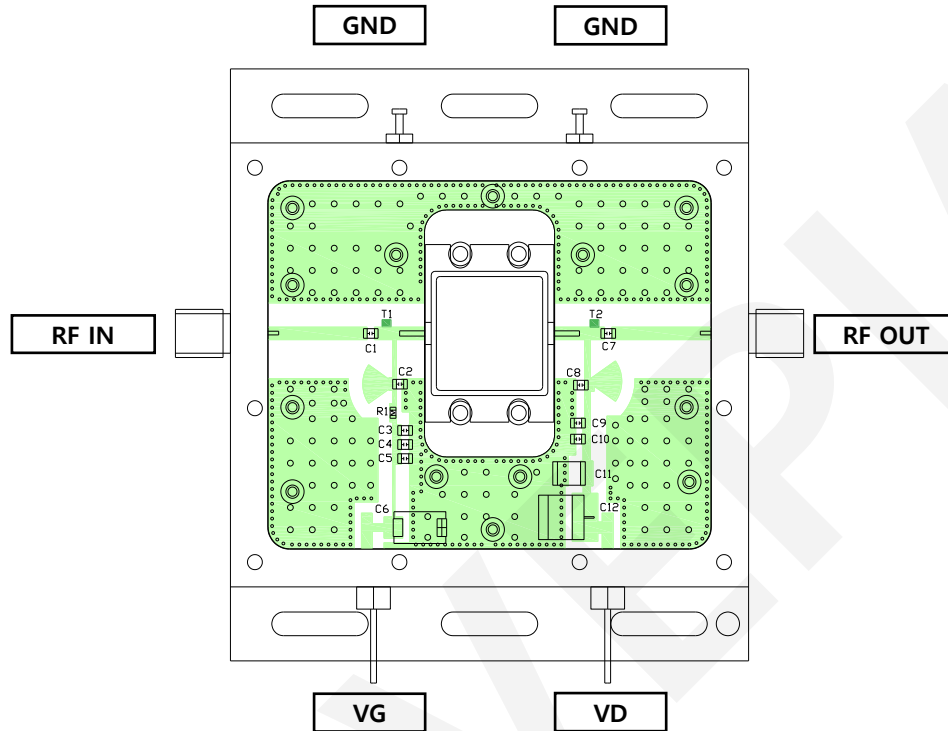 GND GND
T1 T2
RF IN RF OUT
C1 C7
C2 C8
R1
C3 C9
C4 C10
C5 C11
C6 C12
VG VD